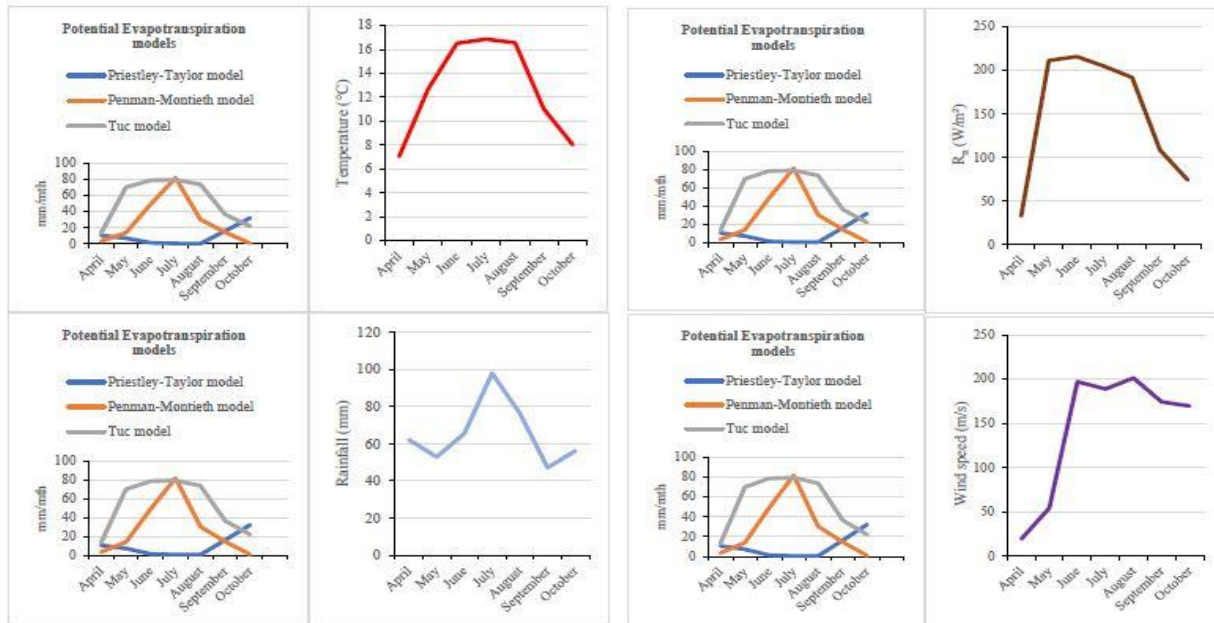 Potential Evapotranspiration
models
Priestley-Taylor model
Penman-Montieth model
Tuc model
mm/mth
100
80
60
40
20
0
April
May
June
July
August
September
October
Temperature (°C)
18
16
14
12
10
8
6
4
2
0
April
May
June
July
August
September
October
Potential Evapotranspiration
models
Priestley-Taylor model
Penman-Montieth model
Tuc model
mm/mth
100
80
60
40
20
0
April
May
June
July
August
September
October
Rn (W/m²)
250
200
150
100
50
0
April
May
June
July
August
September
October
Potential Evapotranspiration
models
Priestley-Taylor model
Penman-Montieth model
Tuc model
mm/mth
100
80
60
40
20
0
April
May
June
July
August
September
October
Rainfall (mm)
120
100
80
60
40
20
0
April
May
June
July
August
September
October
Potential Evapotranspiration
models
Priestley-Taylor model
Penman-Montieth model
Tuc model
mm/mth
100
80
60
40
20
0
April
May
June
July
August
September
October
Wind speed (m/s)
250
200
150
100
50
0
April
May
June
July
August
September
October